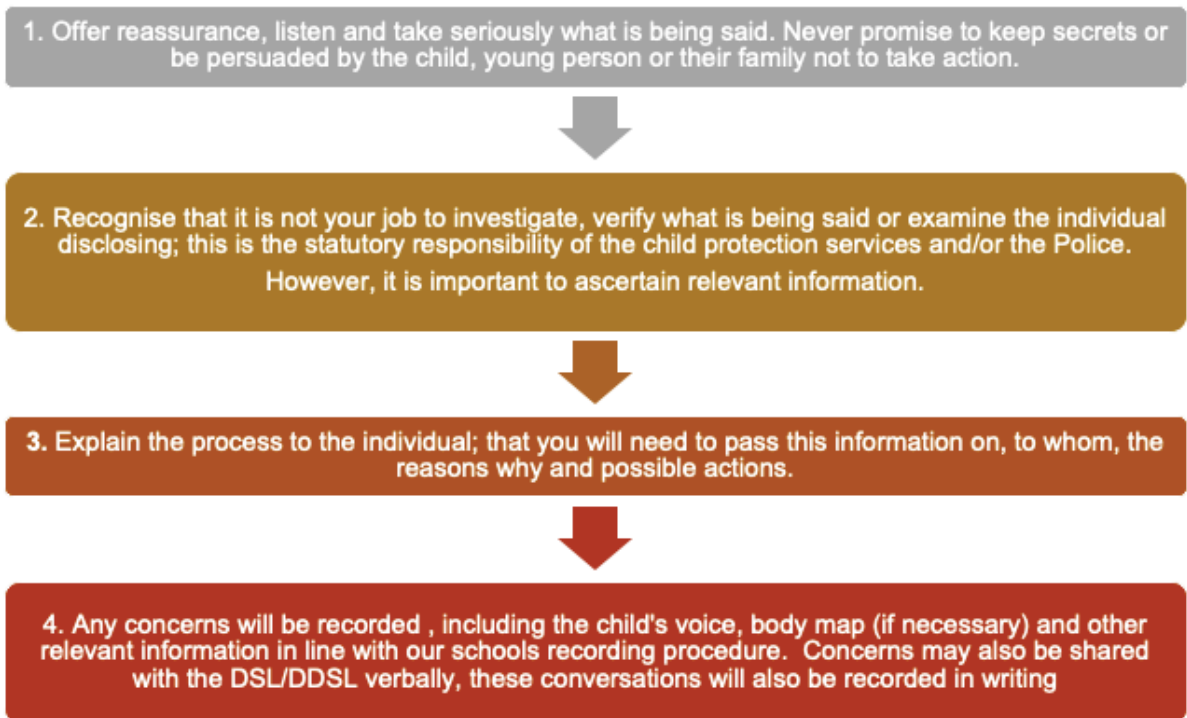 1. Offer reassurance, listen and take seriously what is being said. Never promise to keep secrets or
be persuaded by the child, young person or their family not to take action.
2. Recognise that it is not your job to investigate, verify what is being said or examine the individual
disclosing; this is the statutory responsibility of the child protection services and/or the Police.
However, it is important to ascertain relevant information.
3. Explain the process to the individual; that you will need to pass this information on, to whom, the
reasons why and possible actions.
4. Any concerns will be recorded , including the child's voice, body map (if necessary) and other
relevant information in line with our schools recording procedure.  Concerns may also be shared
with the DSL/DDSL verbally, these conversations will also be recorded in writing